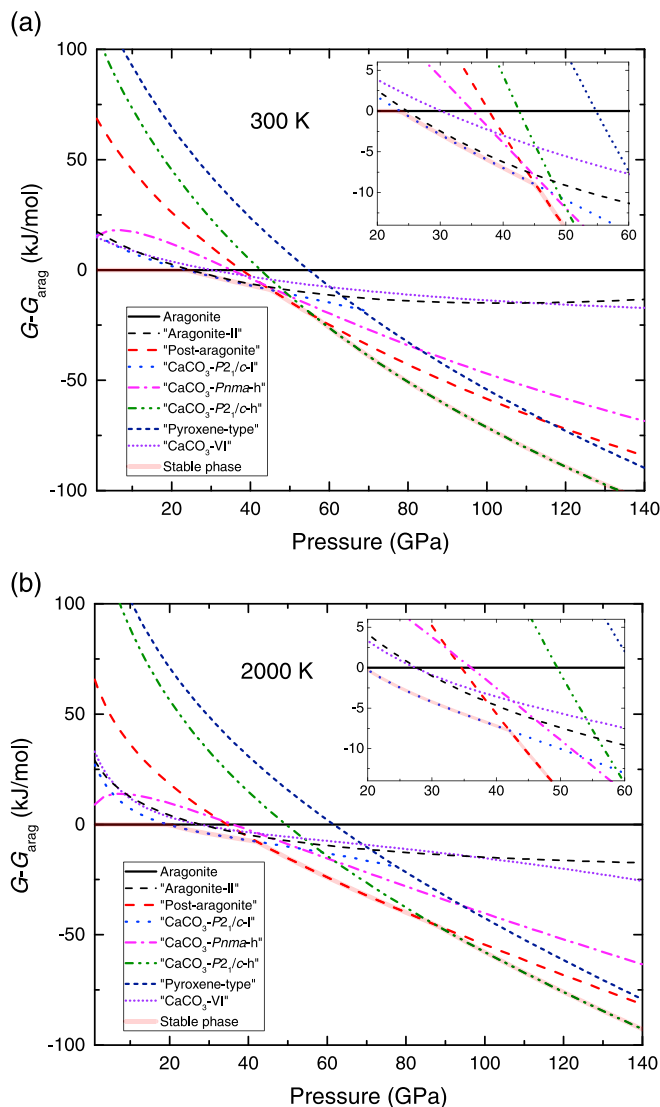 (a)
100
50
0
-50
-100
G-G_arag (kJ/mol)
300 K
5
0
-5
-10
20 30 40 50 60
Aragonite
"Aragonite-II"
"Post-aragonite"
"CaCO₃-P2₁/c-l"
"CaCO₃-Pnma-h"
"CaCO₃-P2₁/c-h"
"Pyroxene-type"
"CaCO₃-VI"
Stable phase
20 40 60 80 100 120 140
Pressure (GPa)
(b)
100
50
0
-50
-100
G-G_arag (kJ/mol)
2000 K
5
0
-5
-10
20 30 40 50 60
Aragonite
"Aragonite-II"
"Post-aragonite"
"CaCO₃-P2₁/c-l"
"CaCO₃-Pnma-h"
"CaCO₃-P2₁/c-h"
"Pyroxene-type"
"CaCO₃-VI"
Stable phase
20 40 60 80 100 120 140
Pressure (GPa)